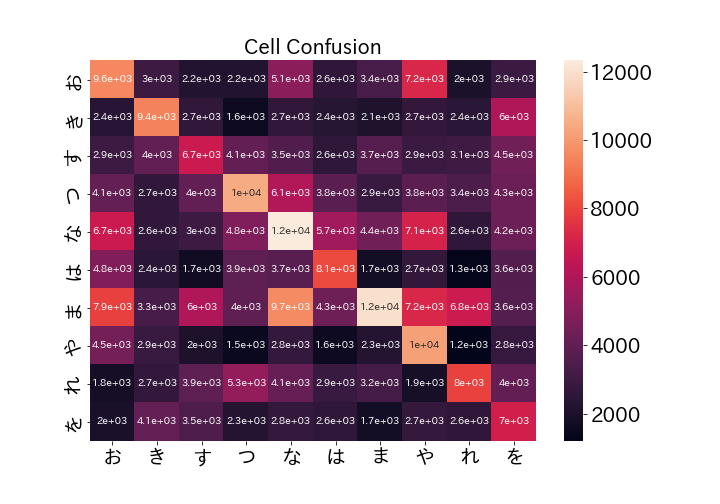 Cell Confusion
お 9.6e+03 3e+03 2.2e+03 2.2e+03 5.1e+03 2.6e+03 3.4e+03 7.2e+03 2e+03 2.9e+03
き 2.4e+03 9.4e+03 2.7e+03 1.6e+03 2.7e+03 2.4e+03 2.1e+03 2.7e+03 2.4e+03 6e+03
す 2.9e+03 4e+03 6.7e+03 4.1e+03 3.5e+03 2.6e+03 3.7e+03 2.9e+03 3.1e+03 4.5e+03
つ 4.1e+03 2.7e+03 4e+03 1e+04 6.1e+03 3.8e+03 2.9e+03 3.8e+03 3.4e+03 4.3e+03
な 6.7e+03 2.6e+03 3e+03 4.8e+03 1.2e+04 5.7e+03 4.4e+03 7.1e+03 2.6e+03 4.2e+03
は 4.8e+03 2.4e+03 1.7e+03 3.9e+03 3.7e+03 8.1e+03 1.7e+03 2.7e+03 1.3e+03 3.6e+03
ま 7.9e+03 3.3e+03 6e+03 4e+03 9.7e+03 4.3e+03 1.2e+04 7.2e+03 6.8e+03 3.6e+03
や 4.5e+03 2.9e+03 2e+03 1.5e+03 2.8e+03 1.6e+03 2.3e+03 1e+04 1.2e+03 2.8e+03
れ 1.8e+03 2.7e+03 3.9e+03 5.3e+03 4.1e+03 2.9e+03 3.2e+03 1.9e+03 8e+03 4e+03
を 2e+03 4.1e+03 3.5e+03 2.3e+03 2.8e+03 2.6e+03 1.7e+03 2.7e+03 2.6e+03 7e+03
お き す つ な は ま や れ を
12000
10000
8000
6000
4000
2000